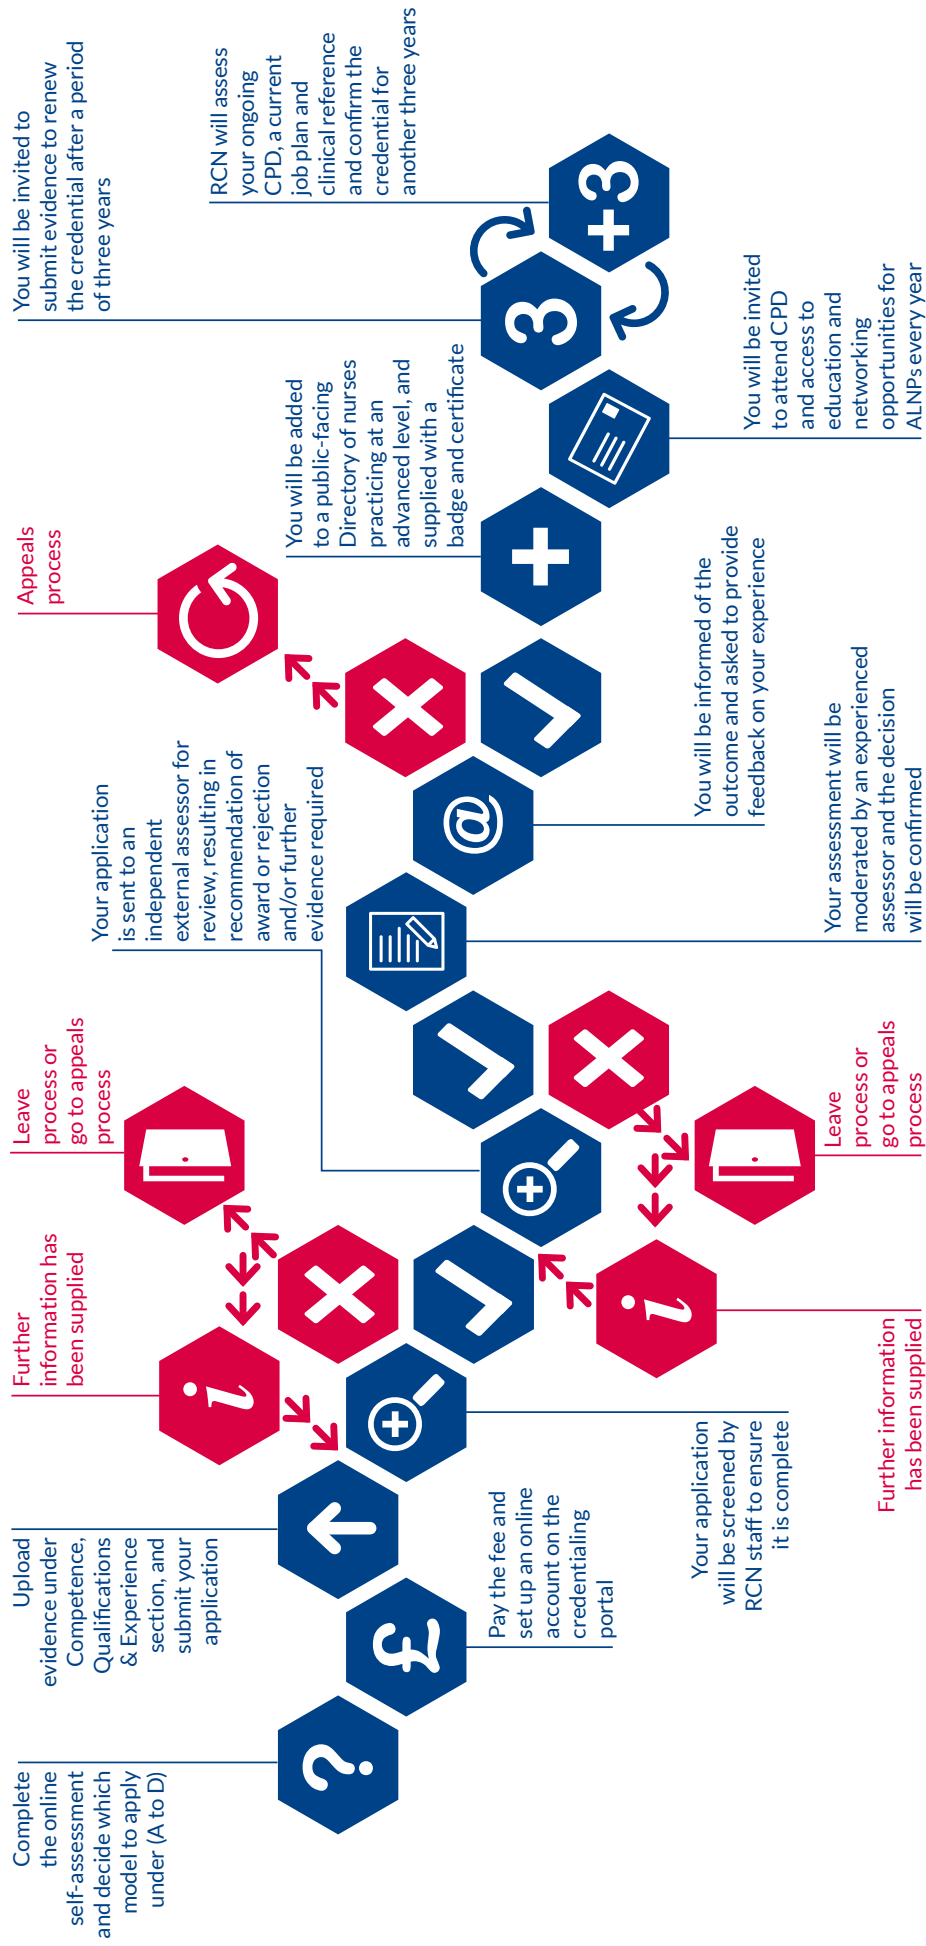 Complete
the online
self-assessment
and decide which
model to apply
under (A to D)
?
£
Pay the fee and
set up an online
account on the
credentialing
portal
Upload
evidence under
Competence,
Qualifications
& Experience
section, and
submit your
application
Your application
will be screened by
RCN staff to ensure
it is complete
Further
information has
been supplied
i
Leave
process or
go to appeals
process
Your application
is sent to an
independent
external assessor for
review, resulting in
recommendation of
award or rejection
and/or further
evidence required
Further information
has been supplied
i
Leave
process or
go to appeals
process
Your assessment will be
moderated by an experienced
assessor and the decision
will be confirmed
@
You will be informed of the
outcome and asked to provide
feedback on your experience
Appeals
process
+
You will be added
to a public-facing
Directory of nurses
practicing at an
advanced level, and
supplied with a
badge and certificate
You will be invited
to attend CPD
and access to
education and
networking
opportunities for
ALNPs every year
3
You will be invited to
submit evidence to renew
the credential after a period
of three years
+3
RCN will assess
your ongoing
CPD, a current
job plan and
clinical reference
and confirm the
credential for
another three years